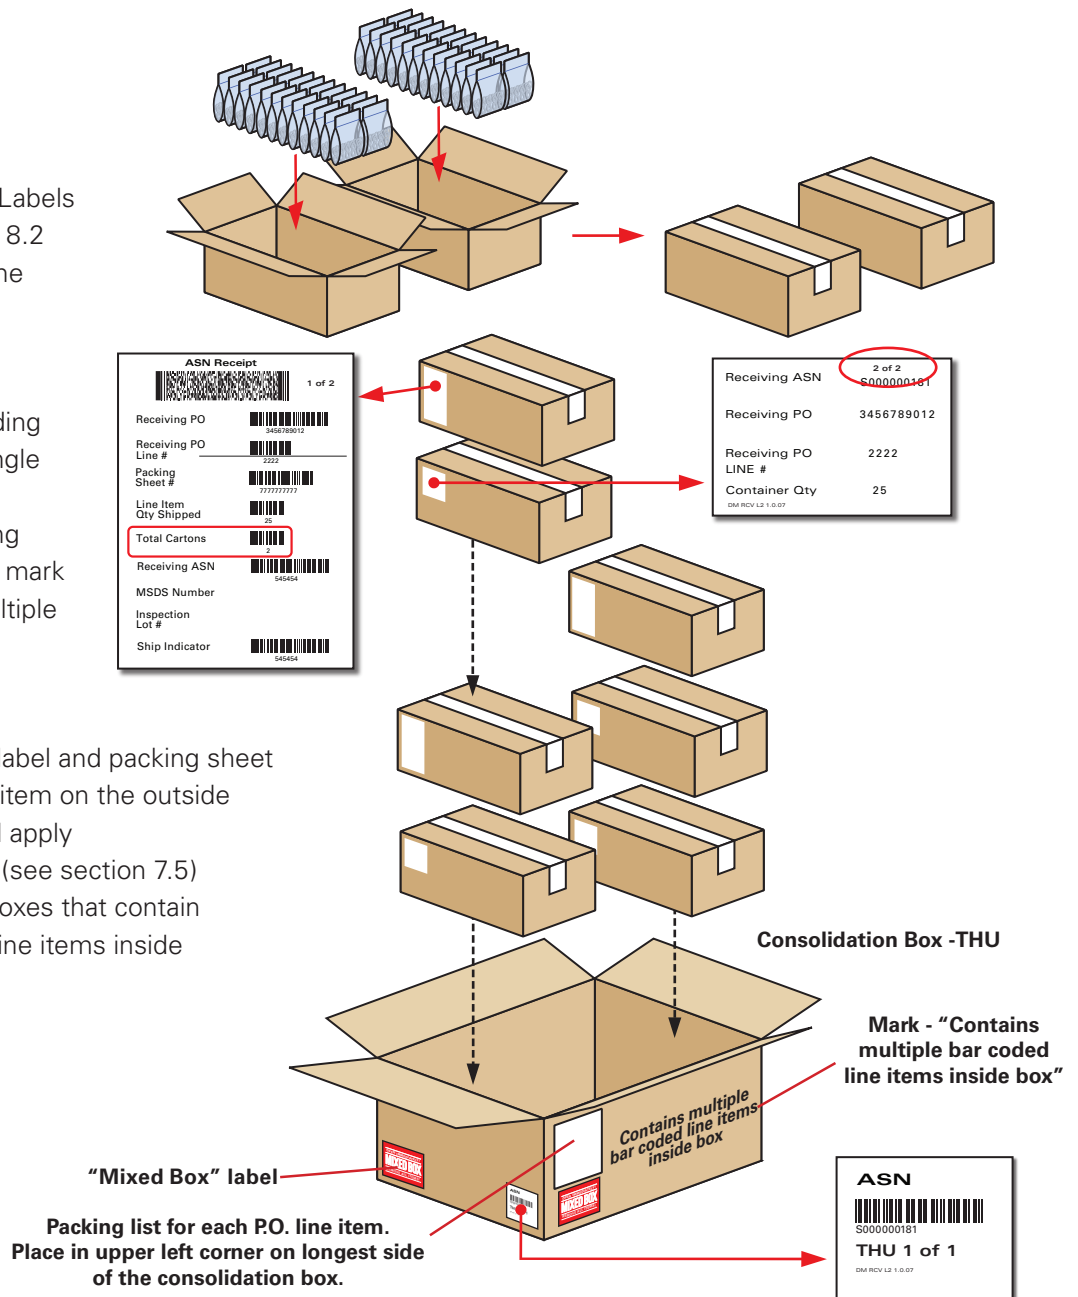 Labels
8.2
ne
ding
ngle
ng
mark
ltiple
label and packing sheet
item on the outside
apply
(see section 7.5)
oxes that contain
ine items inside
ASN Receipt
1 of 2
Receiving PO
3456789012
Receiving PO
Line #
2222
Packing
Sheet #
7777777777
Line Item
Qty Shipped
25
Total Cartons
2
Receiving ASN
545454
MSDS Number
Inspection
Lot #
Ship Indicator
545454
2 of 2
Receiving ASN S000000181
Receiving PO 3456789012
Receiving PO 2222
LINE #
Container Qty 25
DM RCV L2 1.0.07
Consolidation Box -THU
Mark - “Contains
multiple bar coded
line items inside box”
Contains multiple
bar coded line items
inside box
MIXED BOX
MIXED BOX
ASN
“Mixed Box” label
Packing list for each P.O. line item.
Place in upper left corner on longest side
of the consolidation box.
ASN
S000000181
THU 1 of 1
DM RCV L2 1.0.07